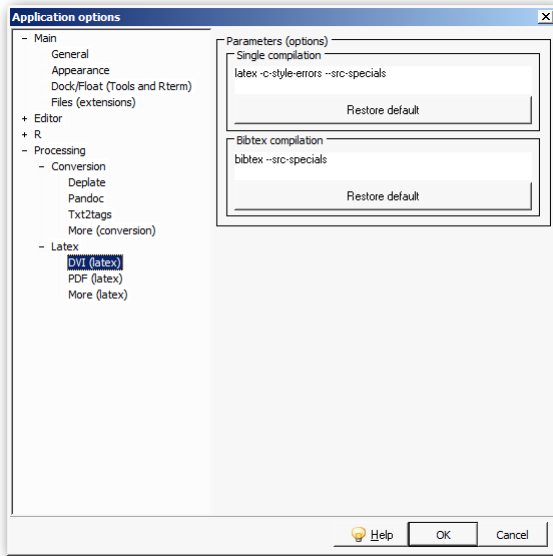 Application options
− Main
General
Appearance
Dock/Float (Tools and Rterm)
Files (extensions)
+ Editor
+ R
− Processing
− Conversion
Deplate
Pandoc
Txt2tags
More (conversion)
− Latex
DVI (latex)
PDF (latex)
More (latex)
Parameters (options)
Single compilation
latex -c-style-errors --src-specials
Restore default
Bibtex compilation
bibtex --src-specials
Restore default
Help
OK
Cancel